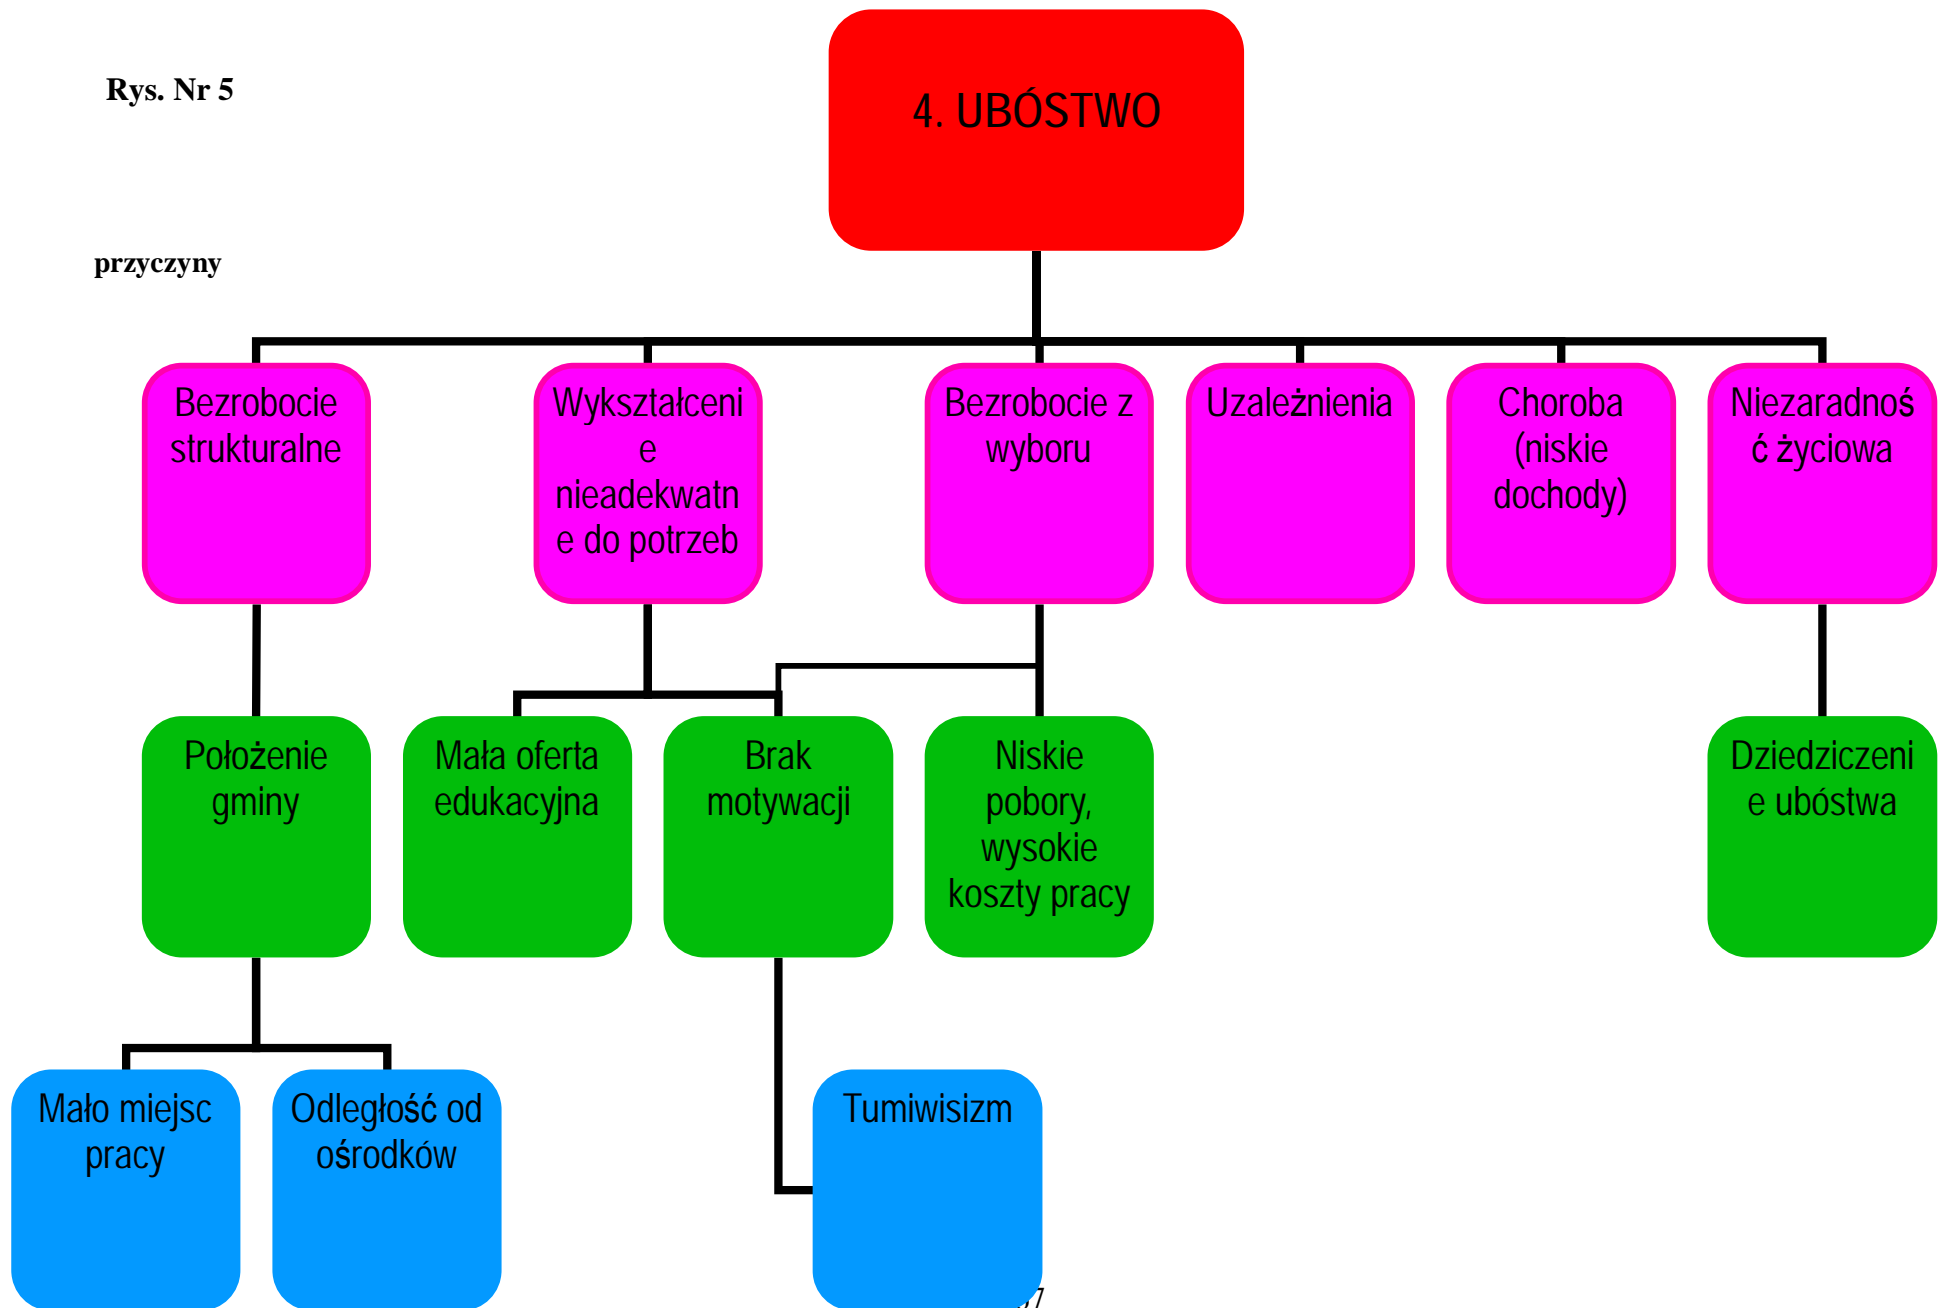 Rys. Nr 5
4. UBÓSTWO
przyczyny
Bezrobocie
strukturalne
Wykształceni
e
nieadekwatn
e do potrzeb
Bezrobocie z
wyboru
Uzależnienia
Choroba
(niskie
dochody)
Niezaradnoś
ć życiowa
Położenie
gminy
Mała oferta
edukacyjna
Brak
motywacji
Niskie
pobory,
wysokie
koszty pracy
Dziedziczeni
e ubóstwa
Mało miejsc
pracy
Odległość od
ośrodków
Tumiwisizm